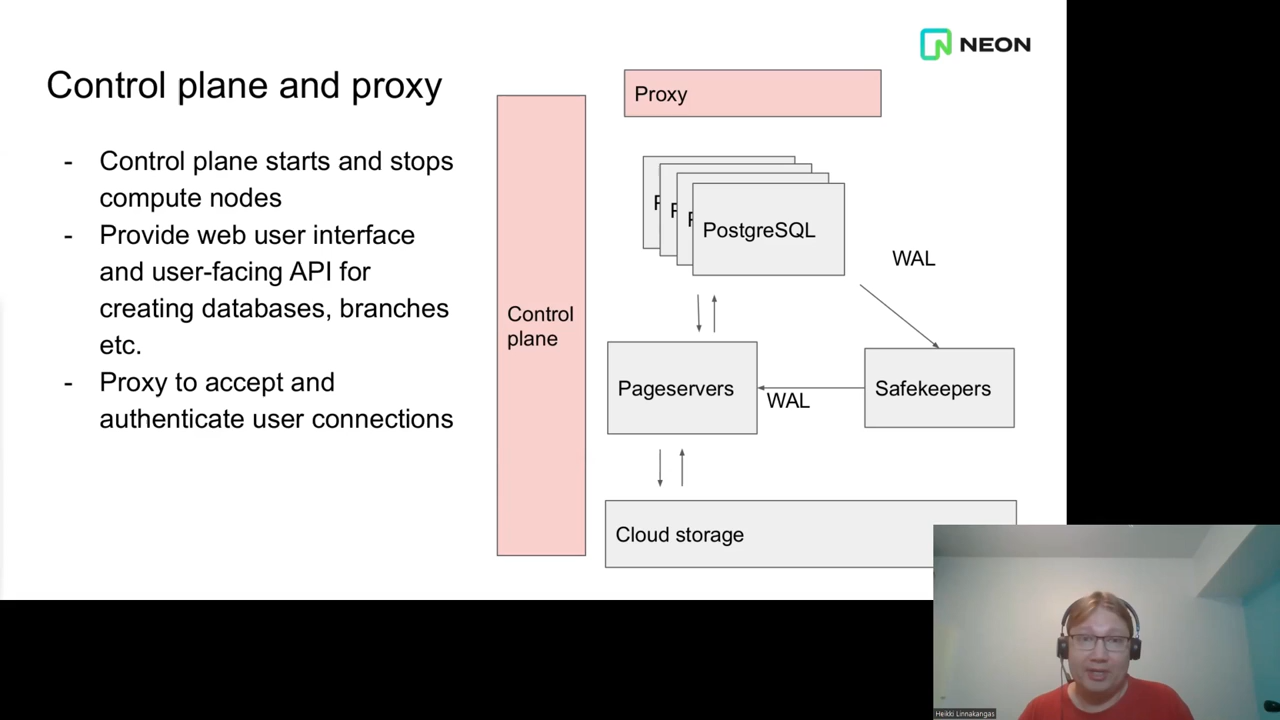 NEON
Control plane and proxy
- Control plane starts and stops
compute nodes
- Provide web user interface
and user-facing API for
creating databases, branches
etc.
- Proxy to accept and
authenticate user connections
Proxy
P
P
P
PostgreSQL
WAL
Control
plane
Pageservers
WAL
Safekeepers
Cloud storage
Heikki Linnakangas